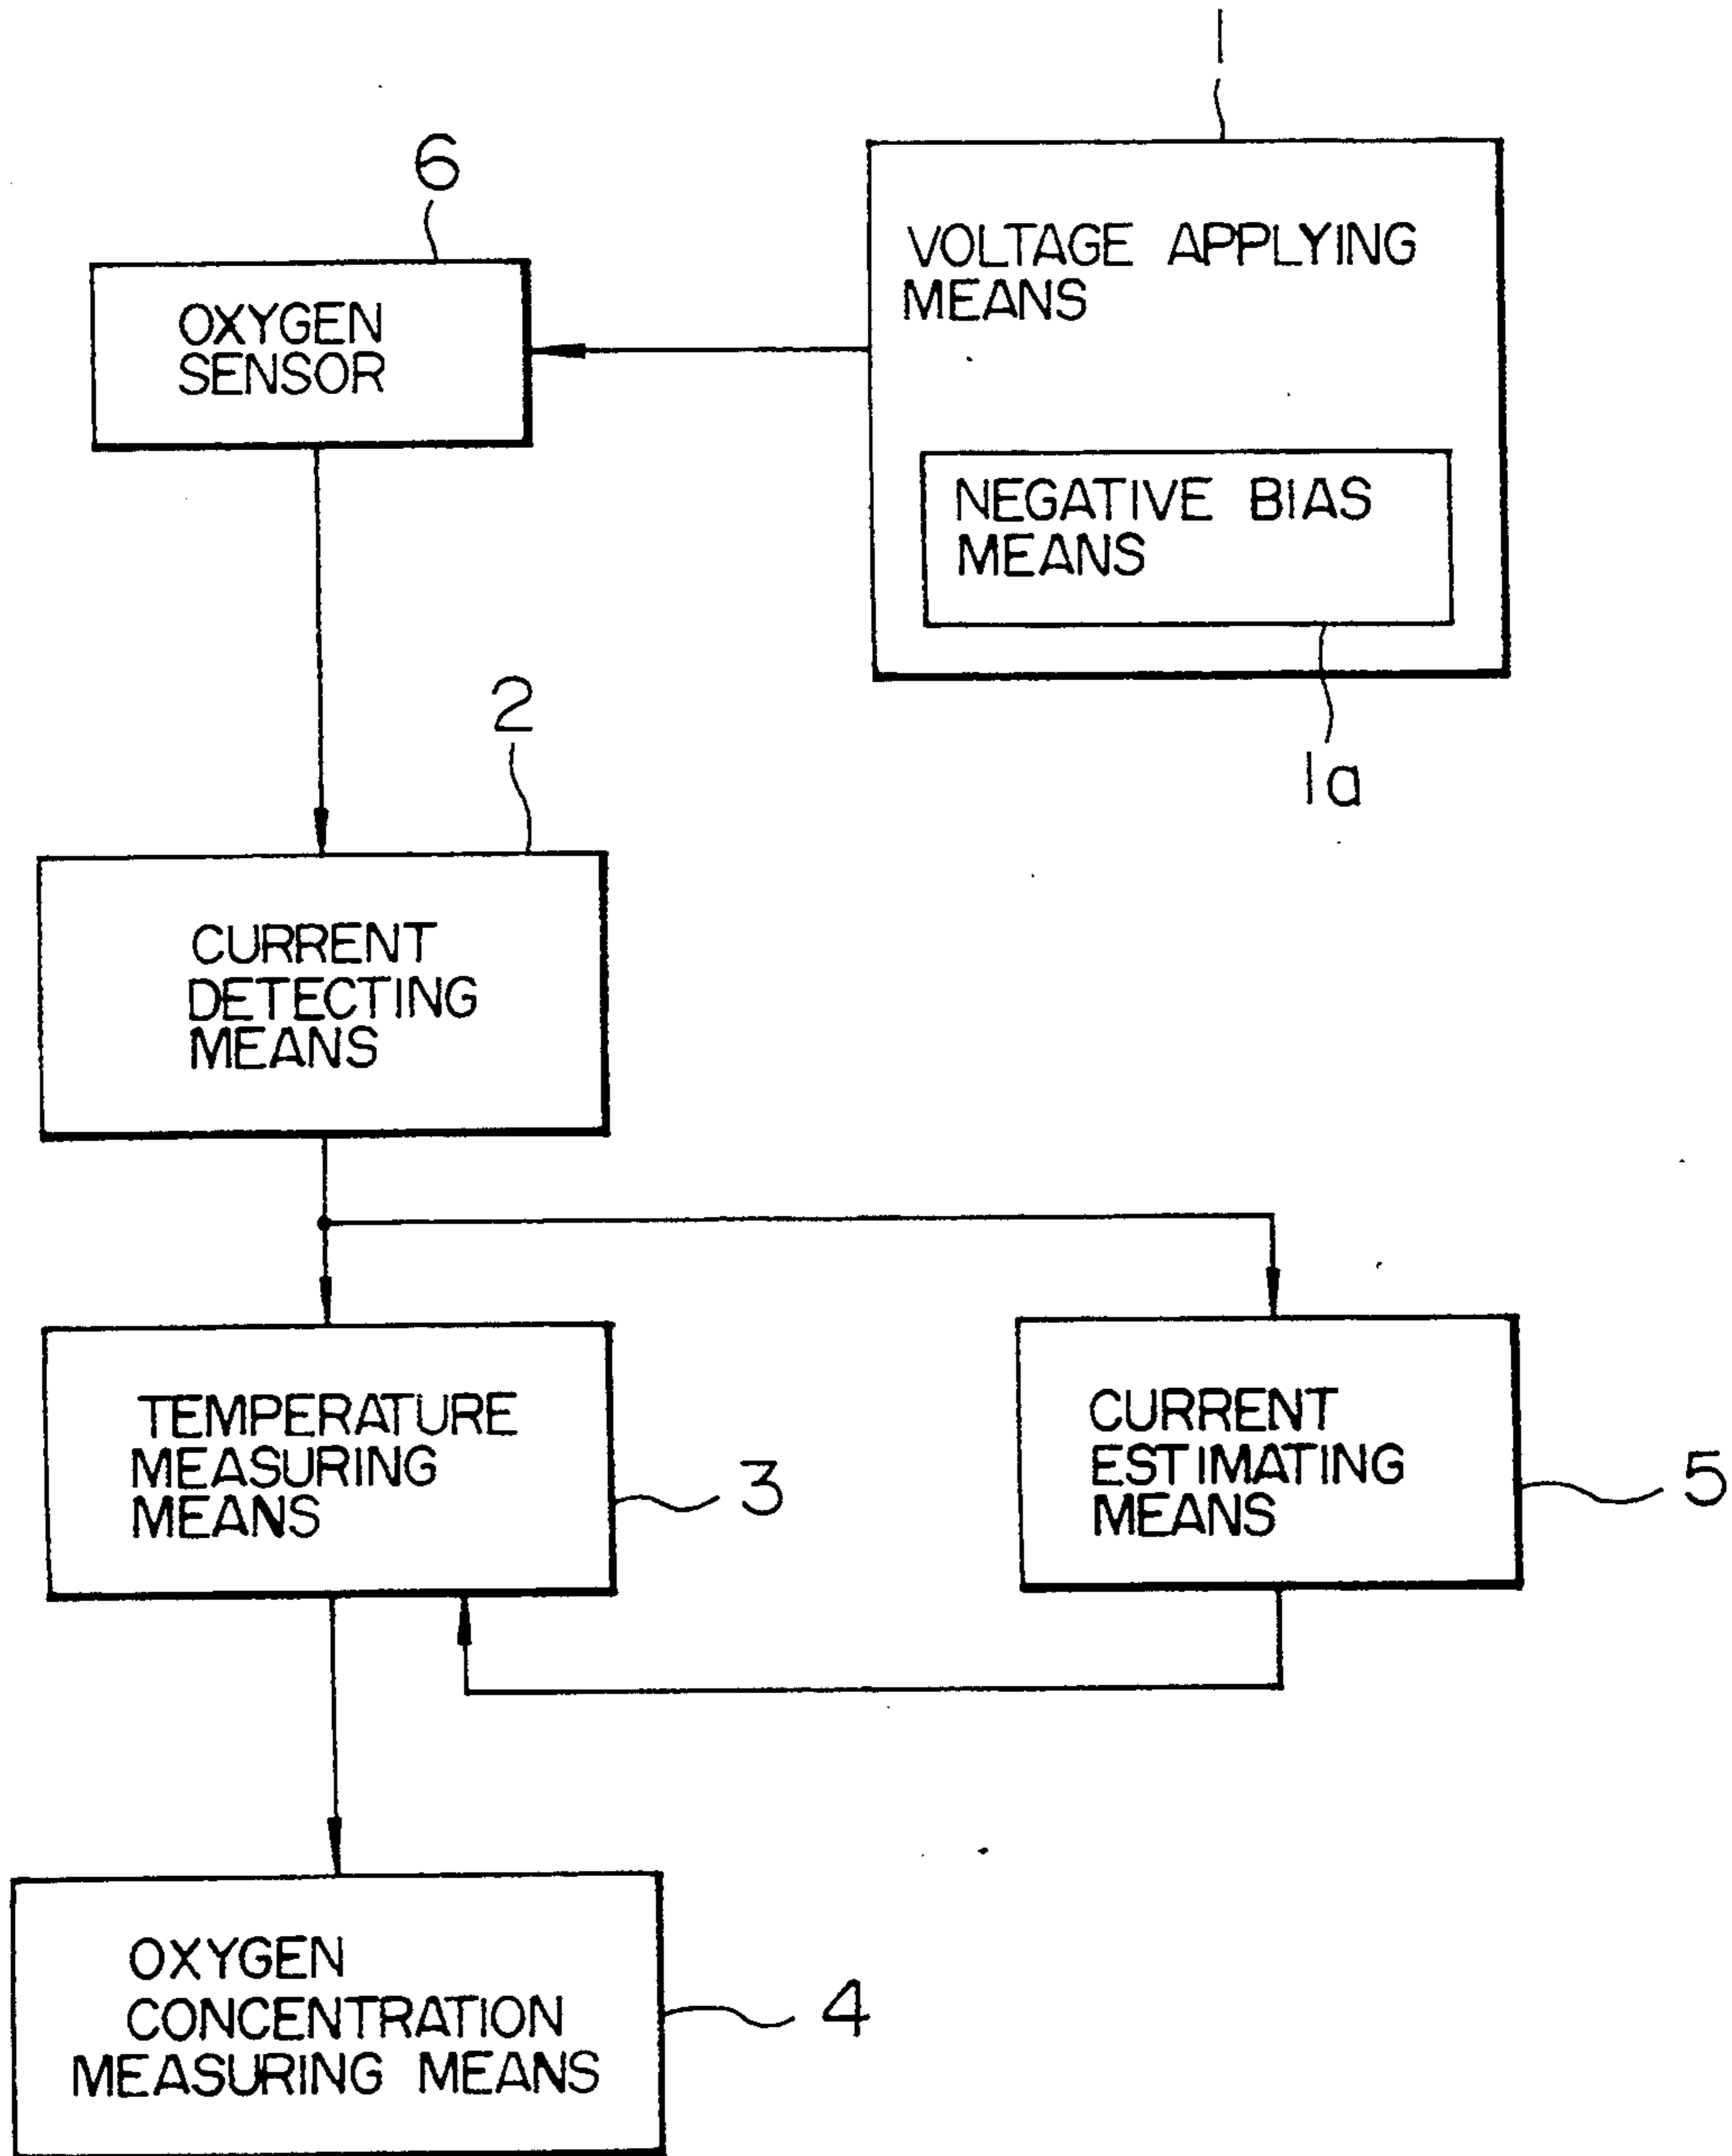 1
6
VOLTAGE APPLYING
MEANS
OXYGEN
SENSOR
NEGATIVE BIAS
MEANS
2
1a
CURRENT
DETECTING
MEANS
TEMPERATURE
MEASURING
MEANS
3
CURRENT
ESTIMATING
MEANS
5
OXYGEN
CONCENTRATION
MEASURING MEANS
4